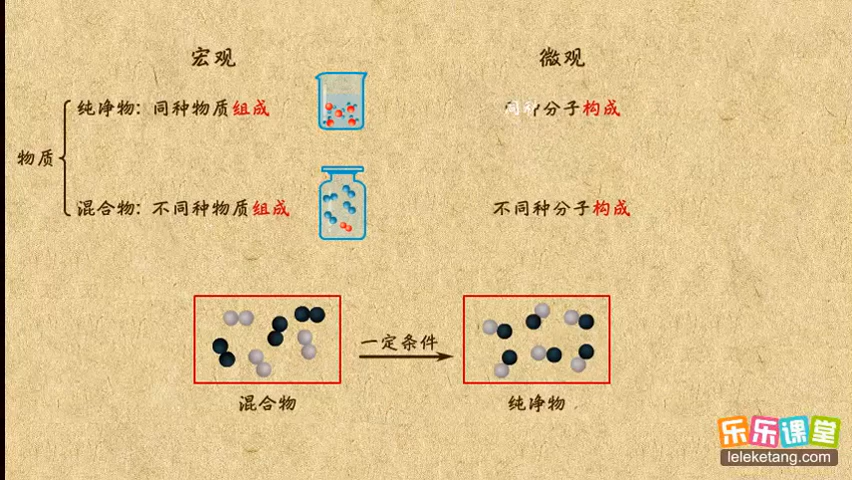 宏观
微观
纯净物：同种物质组成
同种分子构成
物质
混合物：不同种物质组成
不同种分子构成
一定条件
混合物
纯净物
乐乐课堂
leleketang.com